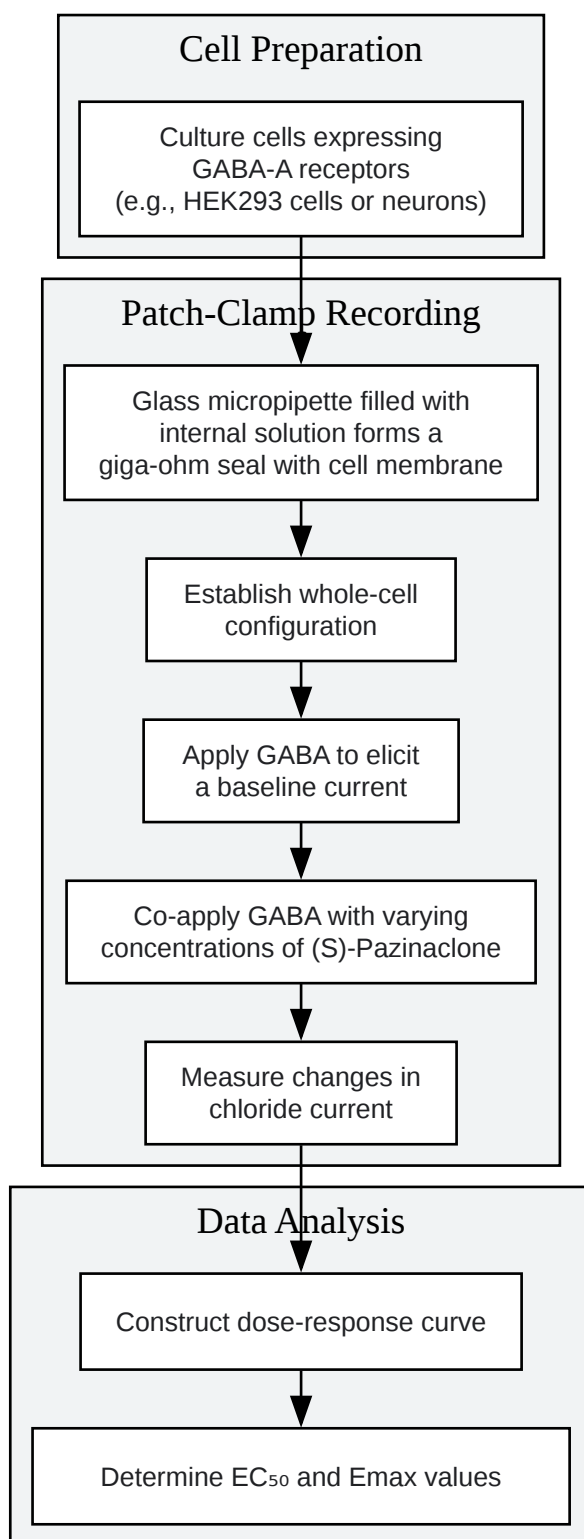 Cell Preparation
Culture cells expressing
GABA-A receptors
(e.g., HEK293 cells or neurons)
Patch-Clamp Recording
Glass micropipette filled with
internal solution forms a
giga-ohm seal with cell membrane
Establish whole-cell
configuration
Apply GABA to elicit
a baseline current
Co-apply GABA with varying
concentrations of (S)-Pazinaclone
Measure changes in
chloride current
Data Analysis
Construct dose-response curve
Determine EC₅₀ and Emax values